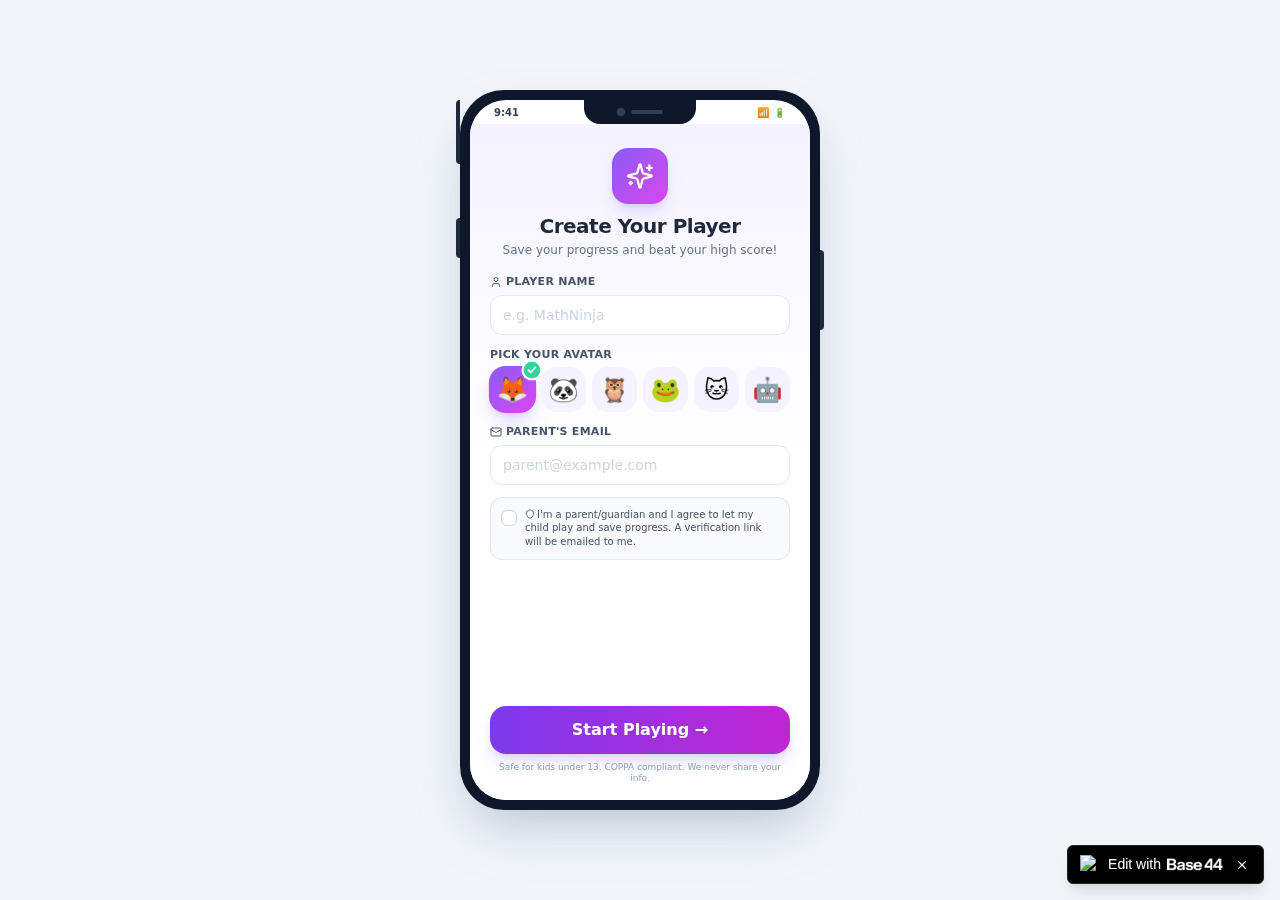 9:41
Create Your Player
Save your progress and beat your high score!
PLAYER NAME
e.g. MathNinja
PICK YOUR AVATAR
PARENT'S EMAIL
parent@example.com
I'm a parent/guardian and I agree to let my
child play and save progress. A verification link
will be emailed to me.
Start Playing →
Safe for kids under 13. COPPA compliant. We never share your
info.
Edit with Base44 ×